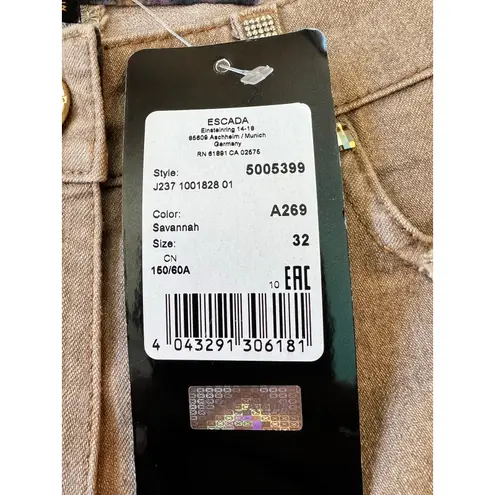 ESCADA
Einsteinring 14-18
85609 Aschheim / Munich
Germany
RN 61891 CA 02575
Style: 5005399
J237 1001828 01
Color: A269
Savannah
Size: 32
CN
150/60A
10 EAC
4 043291 306181